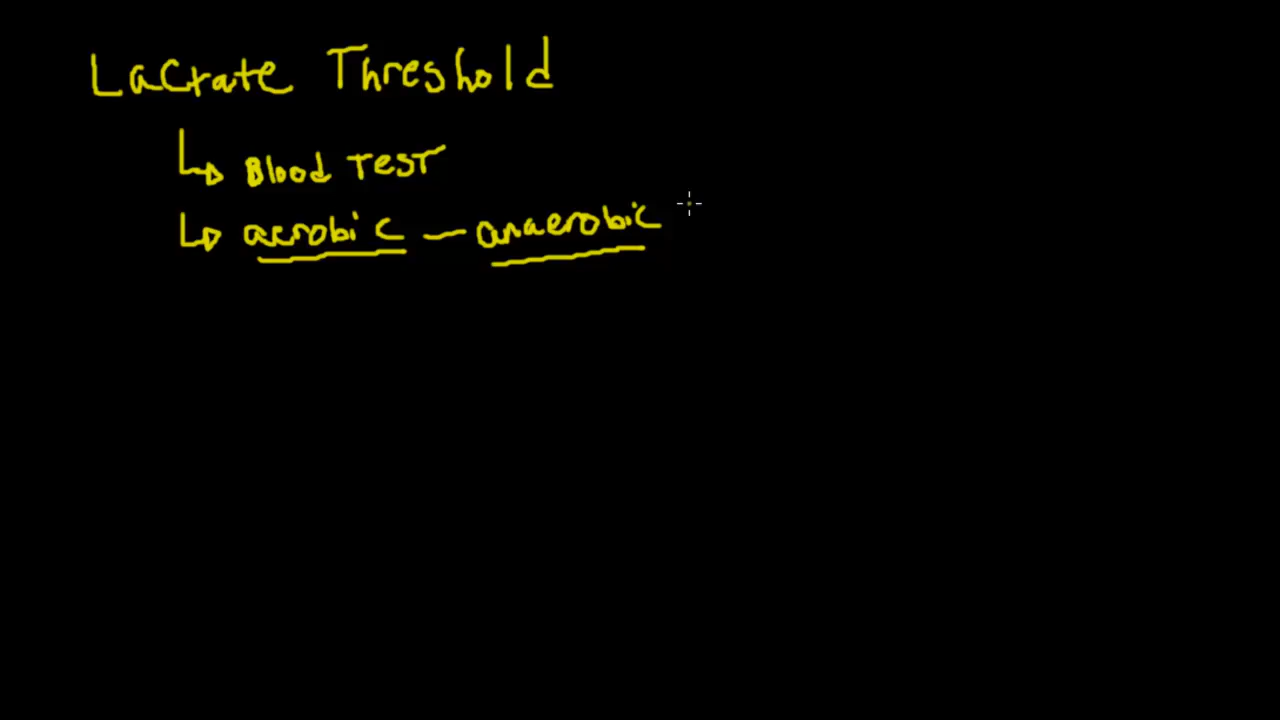 Lactate Threshold
Blood Test
aerobic — anaerobic